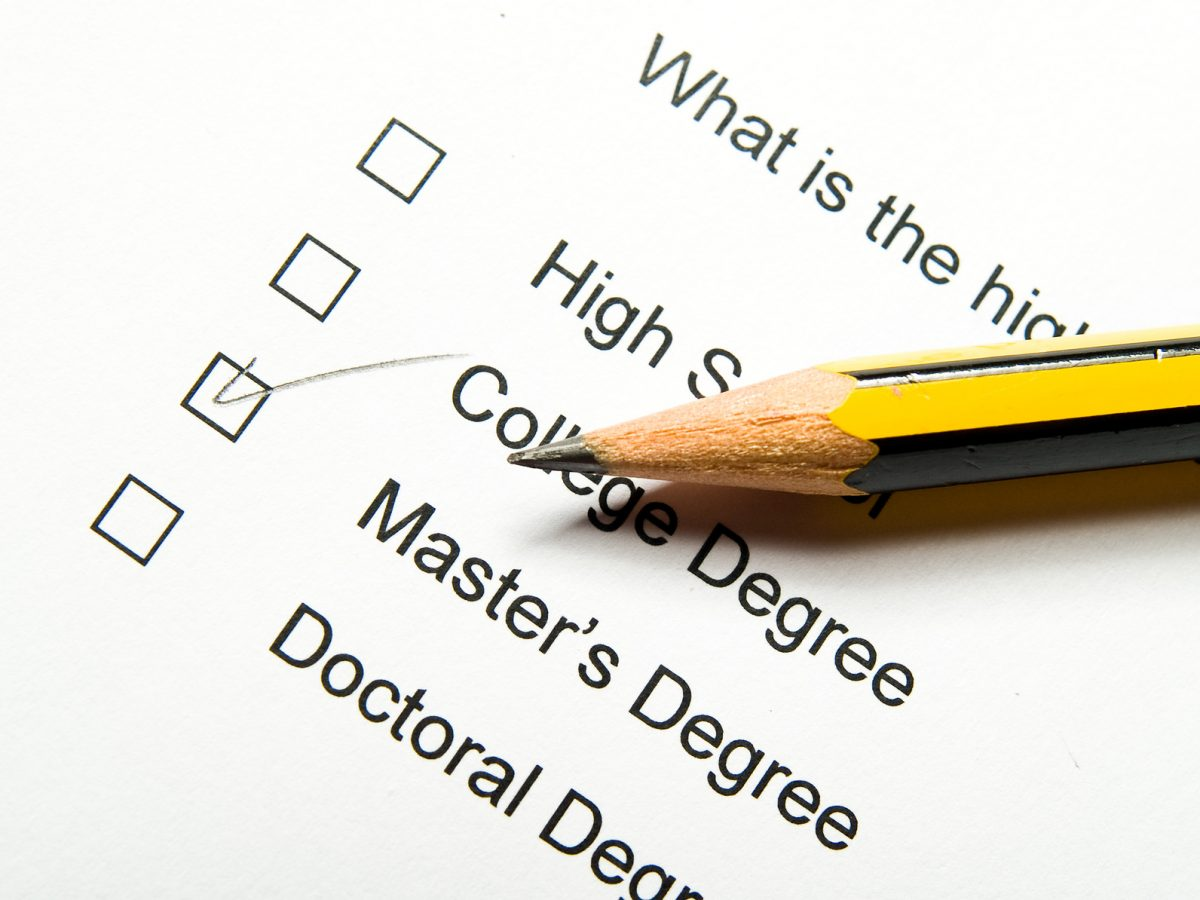 What is the
High
College Degree
Master's Degree
Doctoral